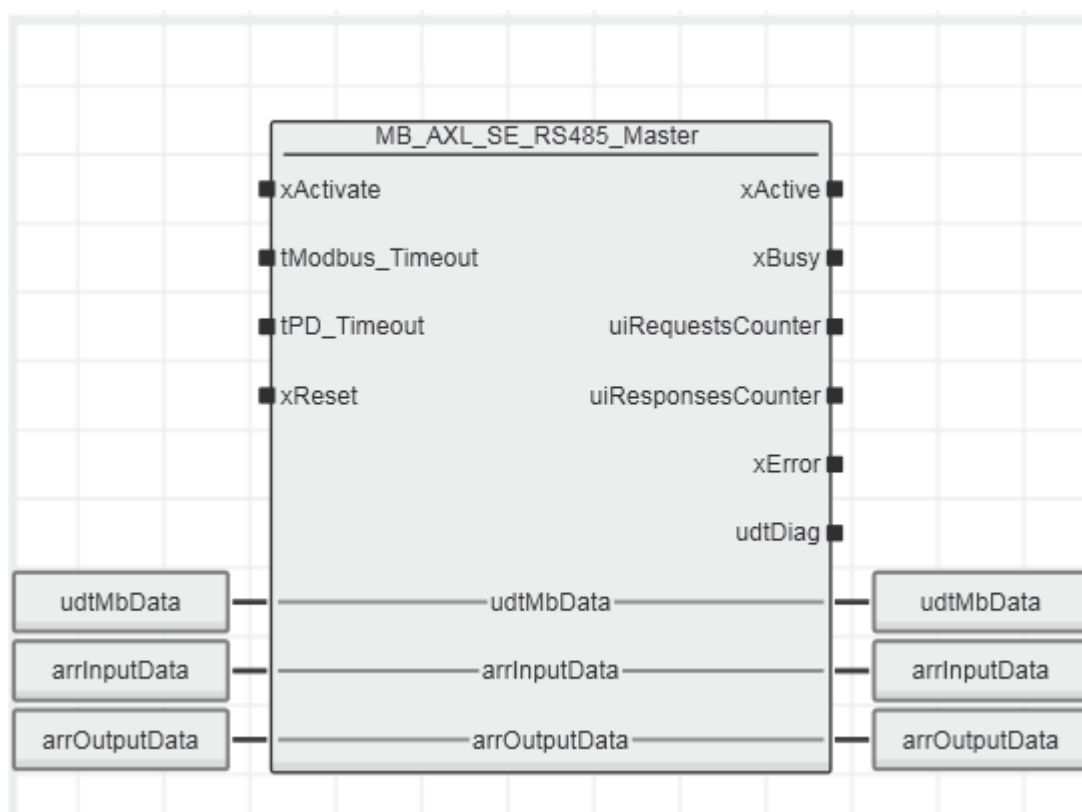 MB_AXL_SE_RS485_Master
xActivate xActive
tModbus_Timeout xBusy
tPD_Timeout uiRequestsCounter
xReset uiResponsesCounter
xError
udtDiag
udtMbData udtMbData udtMbData
arrInputData arrInputData arrInputData
arrOutputData arrOutputData arrOutputData